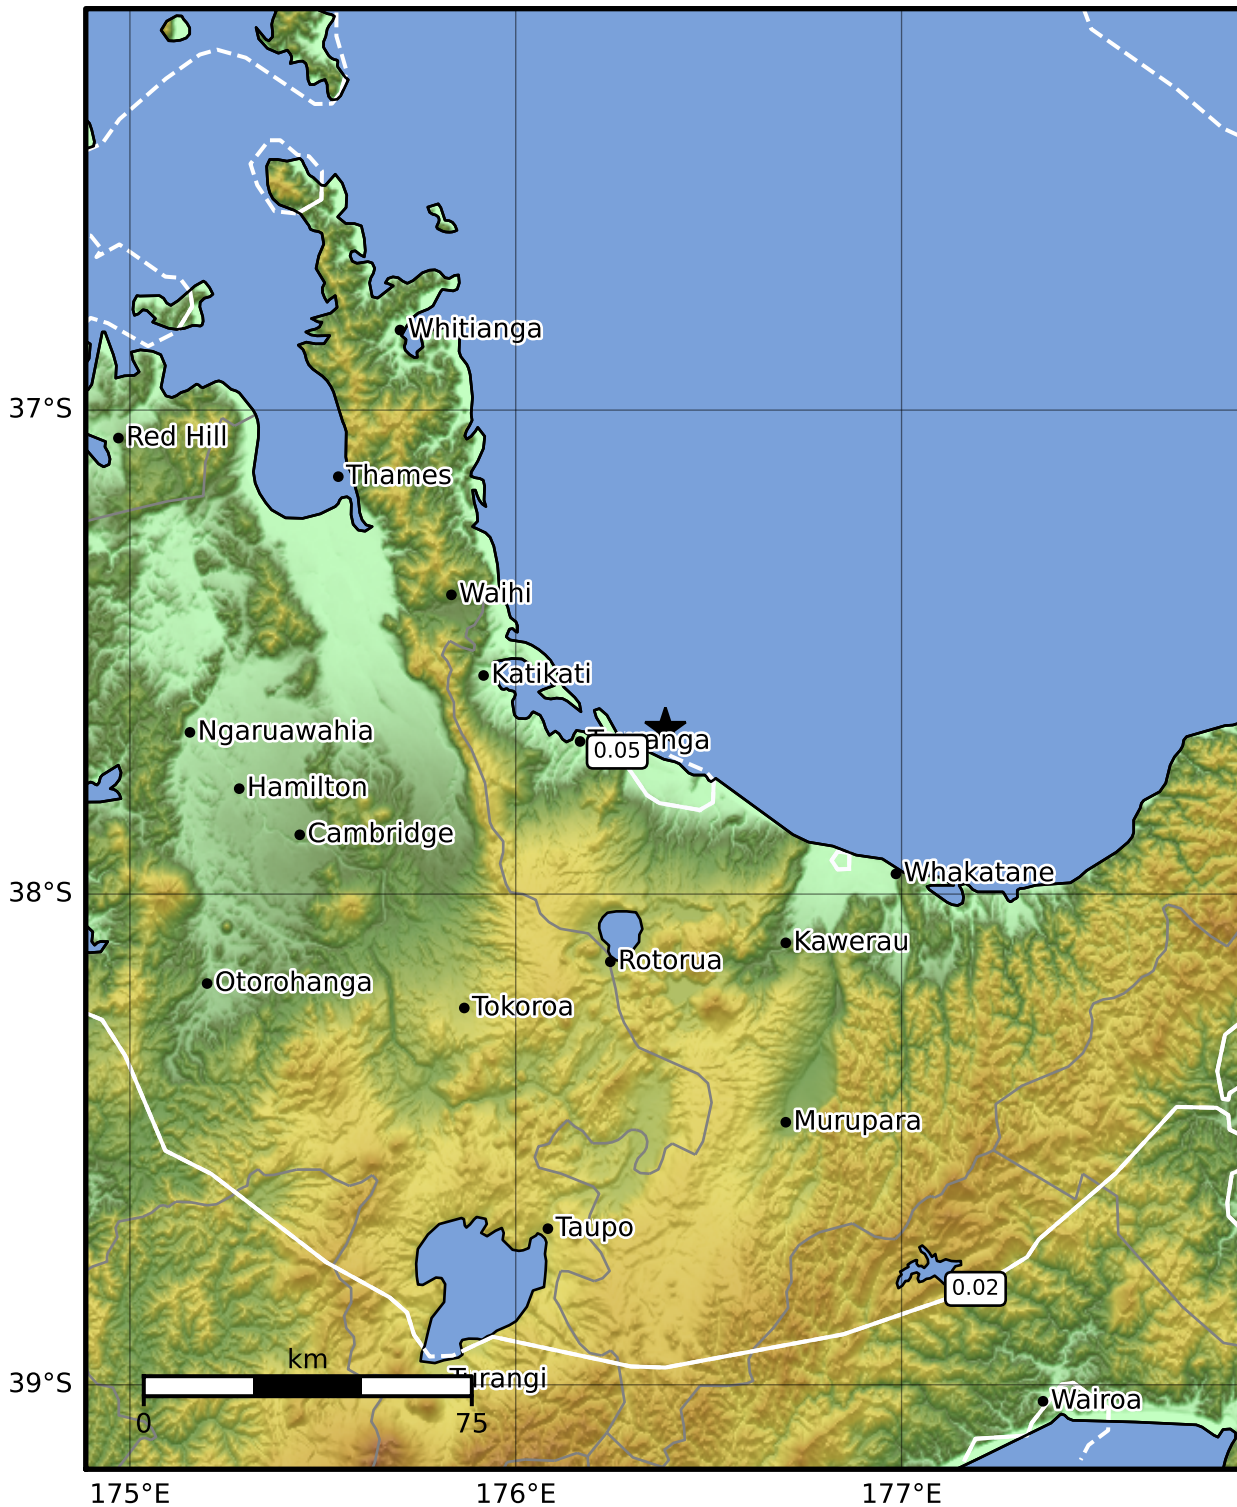 Whitianga
37°S
Red Hill
Thames
Waihi
Katikati
Ngaruawahia
0.05
Hamilton
Cambridge
Whakatane
38°S
Kawerau
Rotorua
Otorohanga
Tokoroa
Murupara
Taupo
0.02
km
Turangi
39°S
Wairoa
0
75
175°E
176°E
177°E